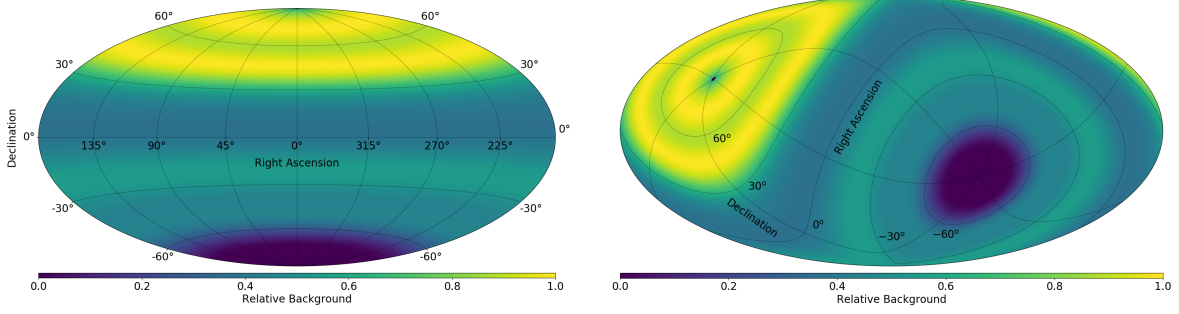 60° 60°
30° 30°
Declination
0° 135° 90° 45° 0° 315° 270° 225° 0°
Right Ascension
-30° -30°
-60° -60°
0.0 0.2 0.4 0.6 0.8 1.0
Relative Background
Right Ascension
60°
30°
Declination
0°
−30°
−60°
0.0 0.2 0.4 0.6 0.8 1.0
Relative Background